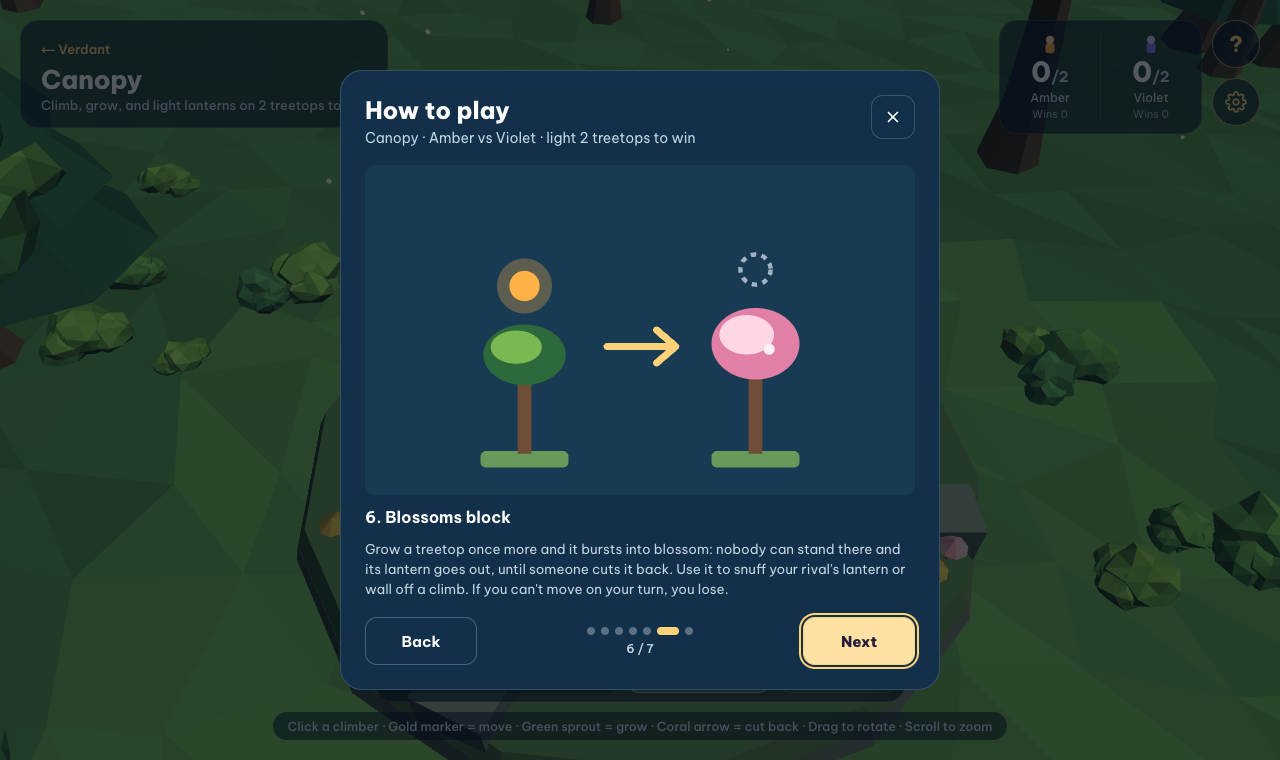 ← Verdant
Canopy
Climb, grow, and light lanterns on 2 treetops to
0/2
Amber
Wins 0
0/2
Violet
Wins 0
?
How to play
Canopy · Amber vs Violet · light 2 treetops to win
×
6. Blossoms block
Grow a treetop once more and it bursts into blossom: nobody can stand there and
its lantern goes out, until someone cuts it back. Use it to snuff your rival's lantern or
wall off a climb. If you can't move on your turn, you lose.
Back
6 / 7
Next
Click a climber · Gold marker = move · Green sprout = grow · Coral arrow = cut back · Drag to rotate · Scroll to zoom